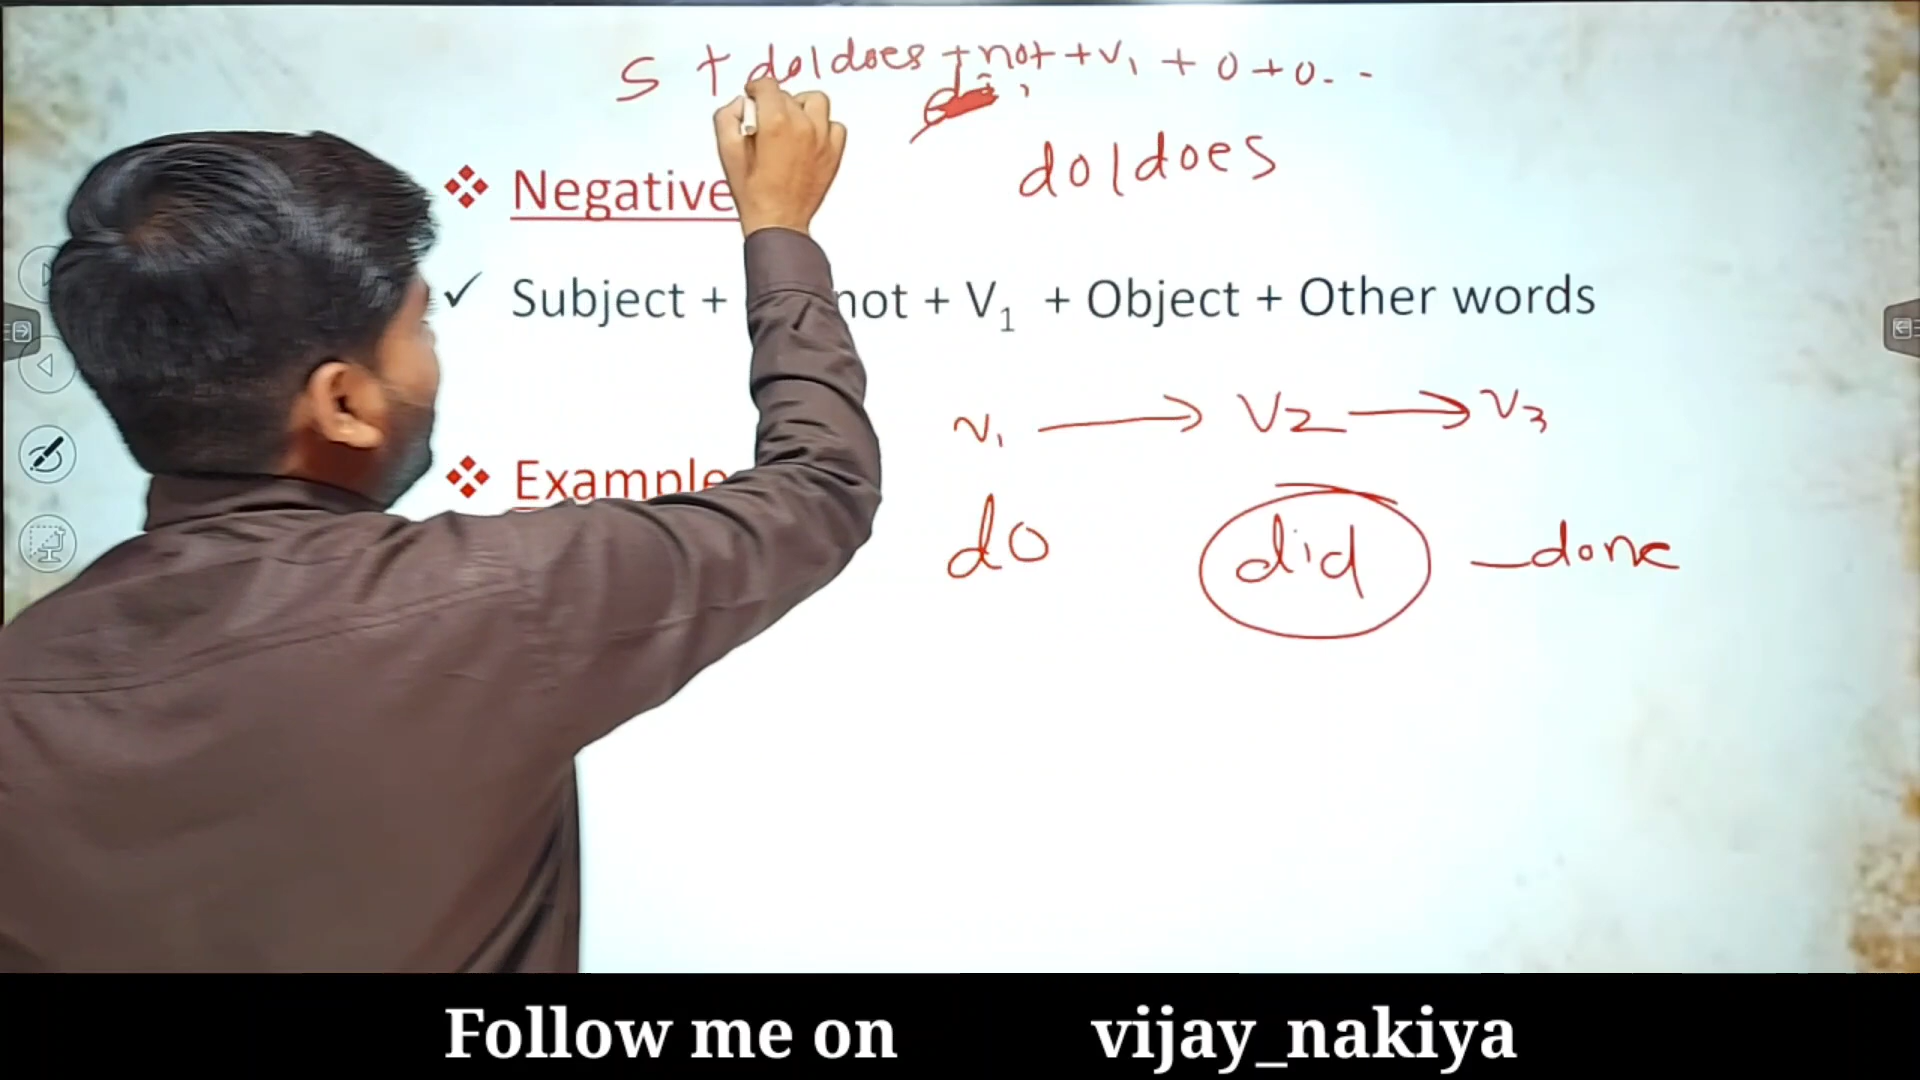 S + do/does + not + V1 + O + O. -
do/does
❖ Negative
✓ Subject + not + V1 + Object + Other words
V1 → V2 → V3
❖ Example
do did - done
Follow me on vijay_nakiya